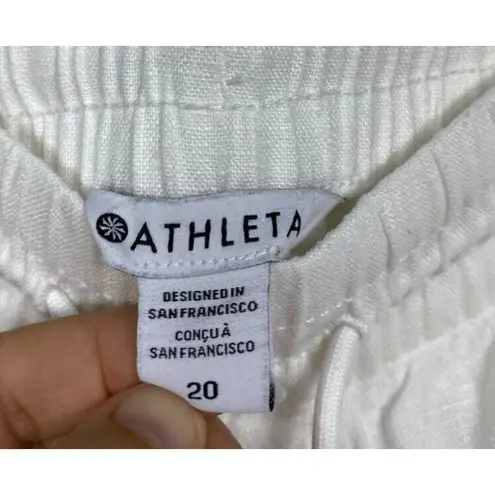 ATHLETA
DESIGNED IN
SAN FRANCISCO
CONÇU À
SAN FRANCISCO
20